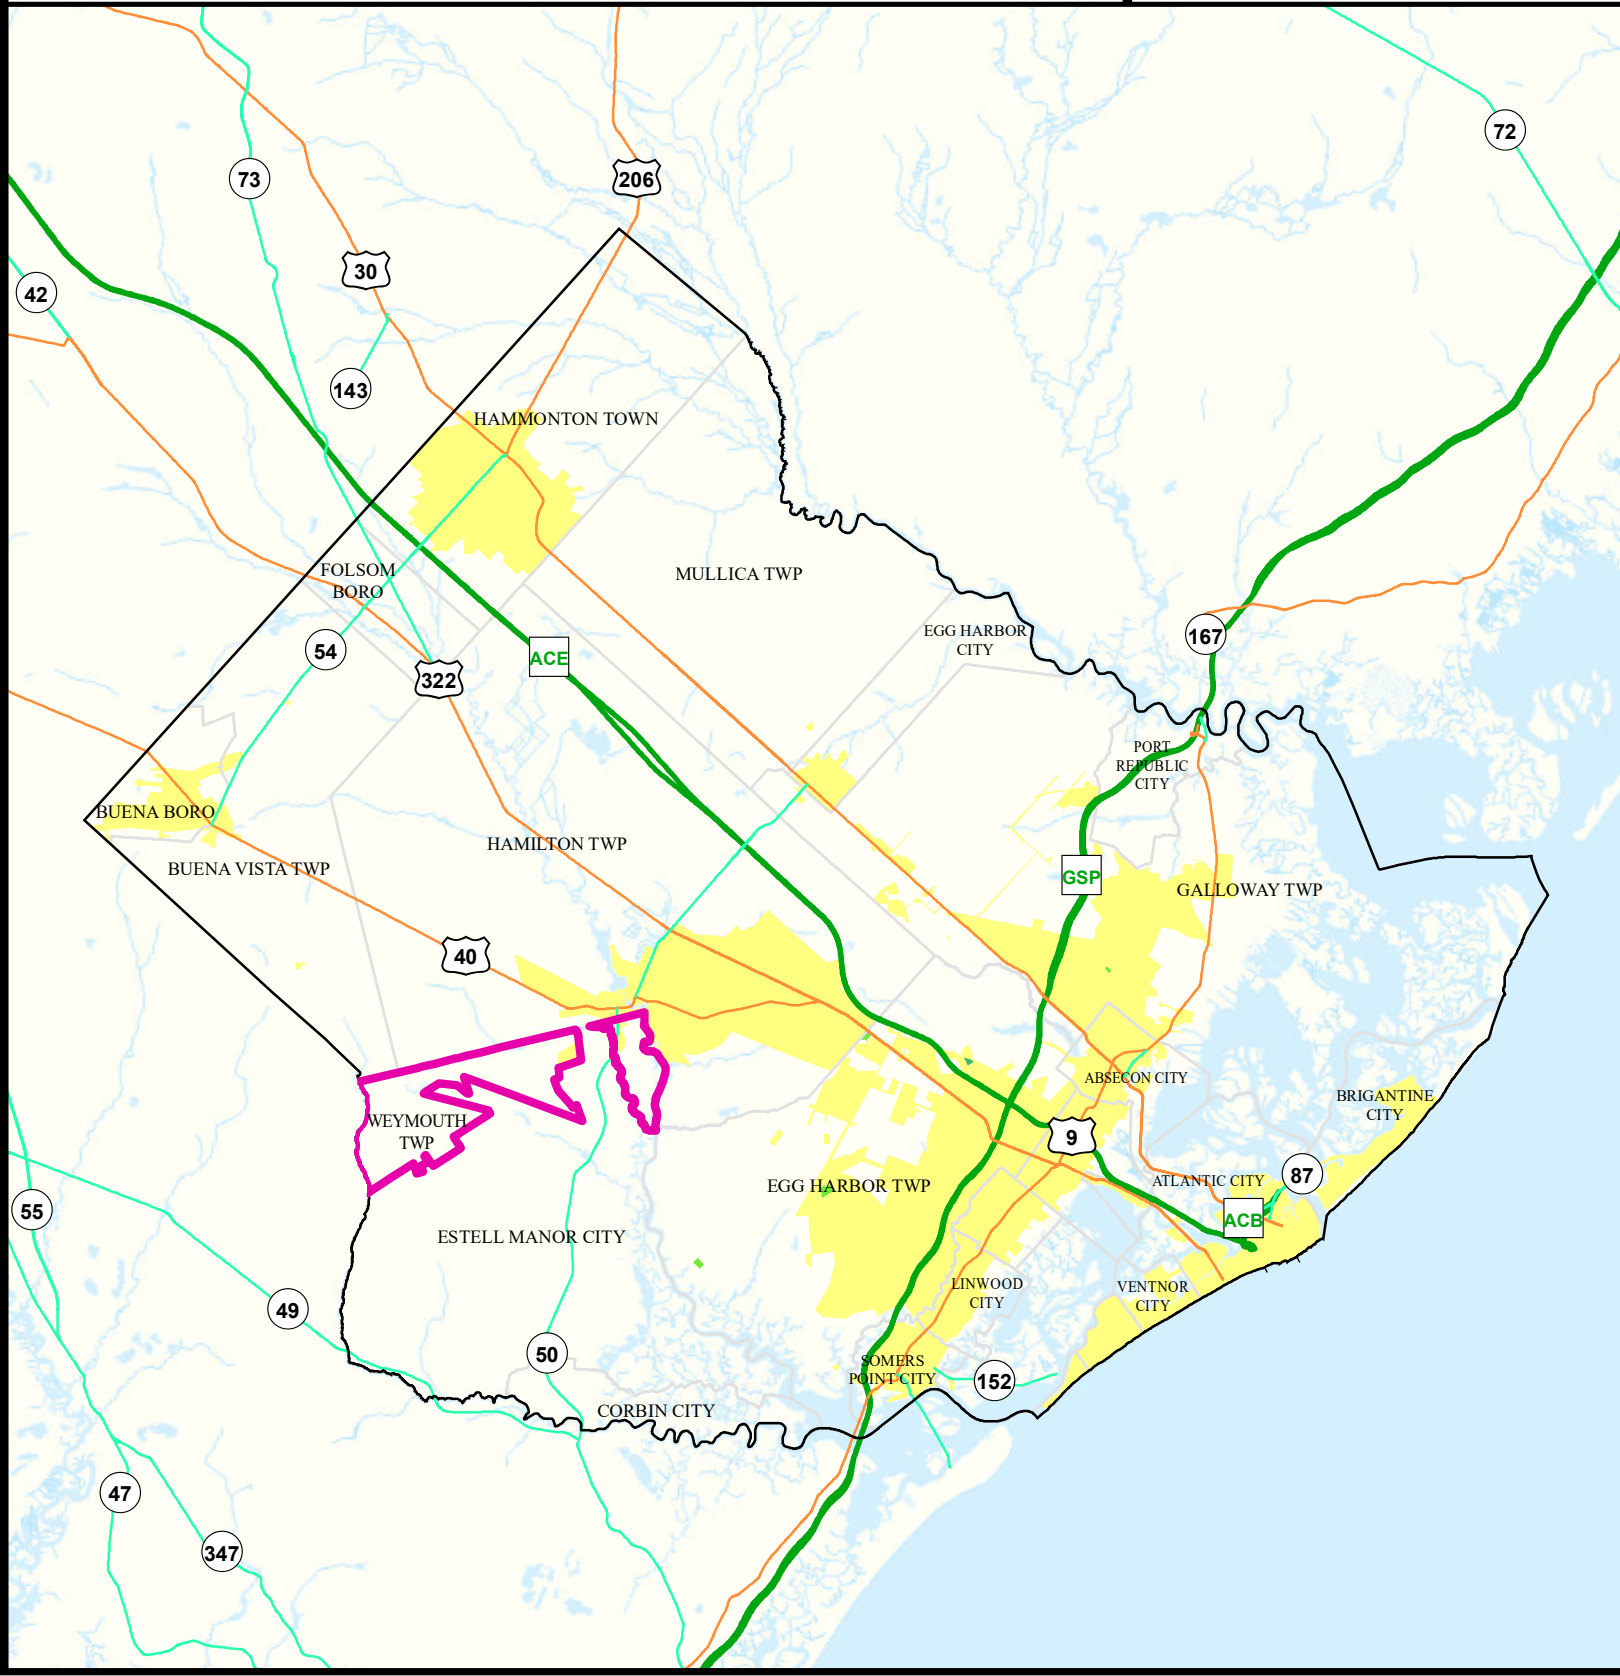 72
73
206
30
42
143
HAMMONTON TOWN
FOLSOM
BORO
MULLICA TWP
EGG HARBOR
CITY
167
54
ACE
322
PORT
REPUBLIC
CITY
BUENA BORO
HAMILTON TWP
BUENA VISTA TWP
GSP
GALLOWAY TWP
40
ABSECON CITY
BRIGANTINE
CITY
WEYMOUTH
TWP
9
87
ATLANTIC CITY
EGG HARBOR TWP
55
ACB
ESTELL MANOR CITY
LINWOOD
CITY
VENTNOR
CITY
49
50
SOMERS
POINT CITY
152
CORBIN CITY
47
347